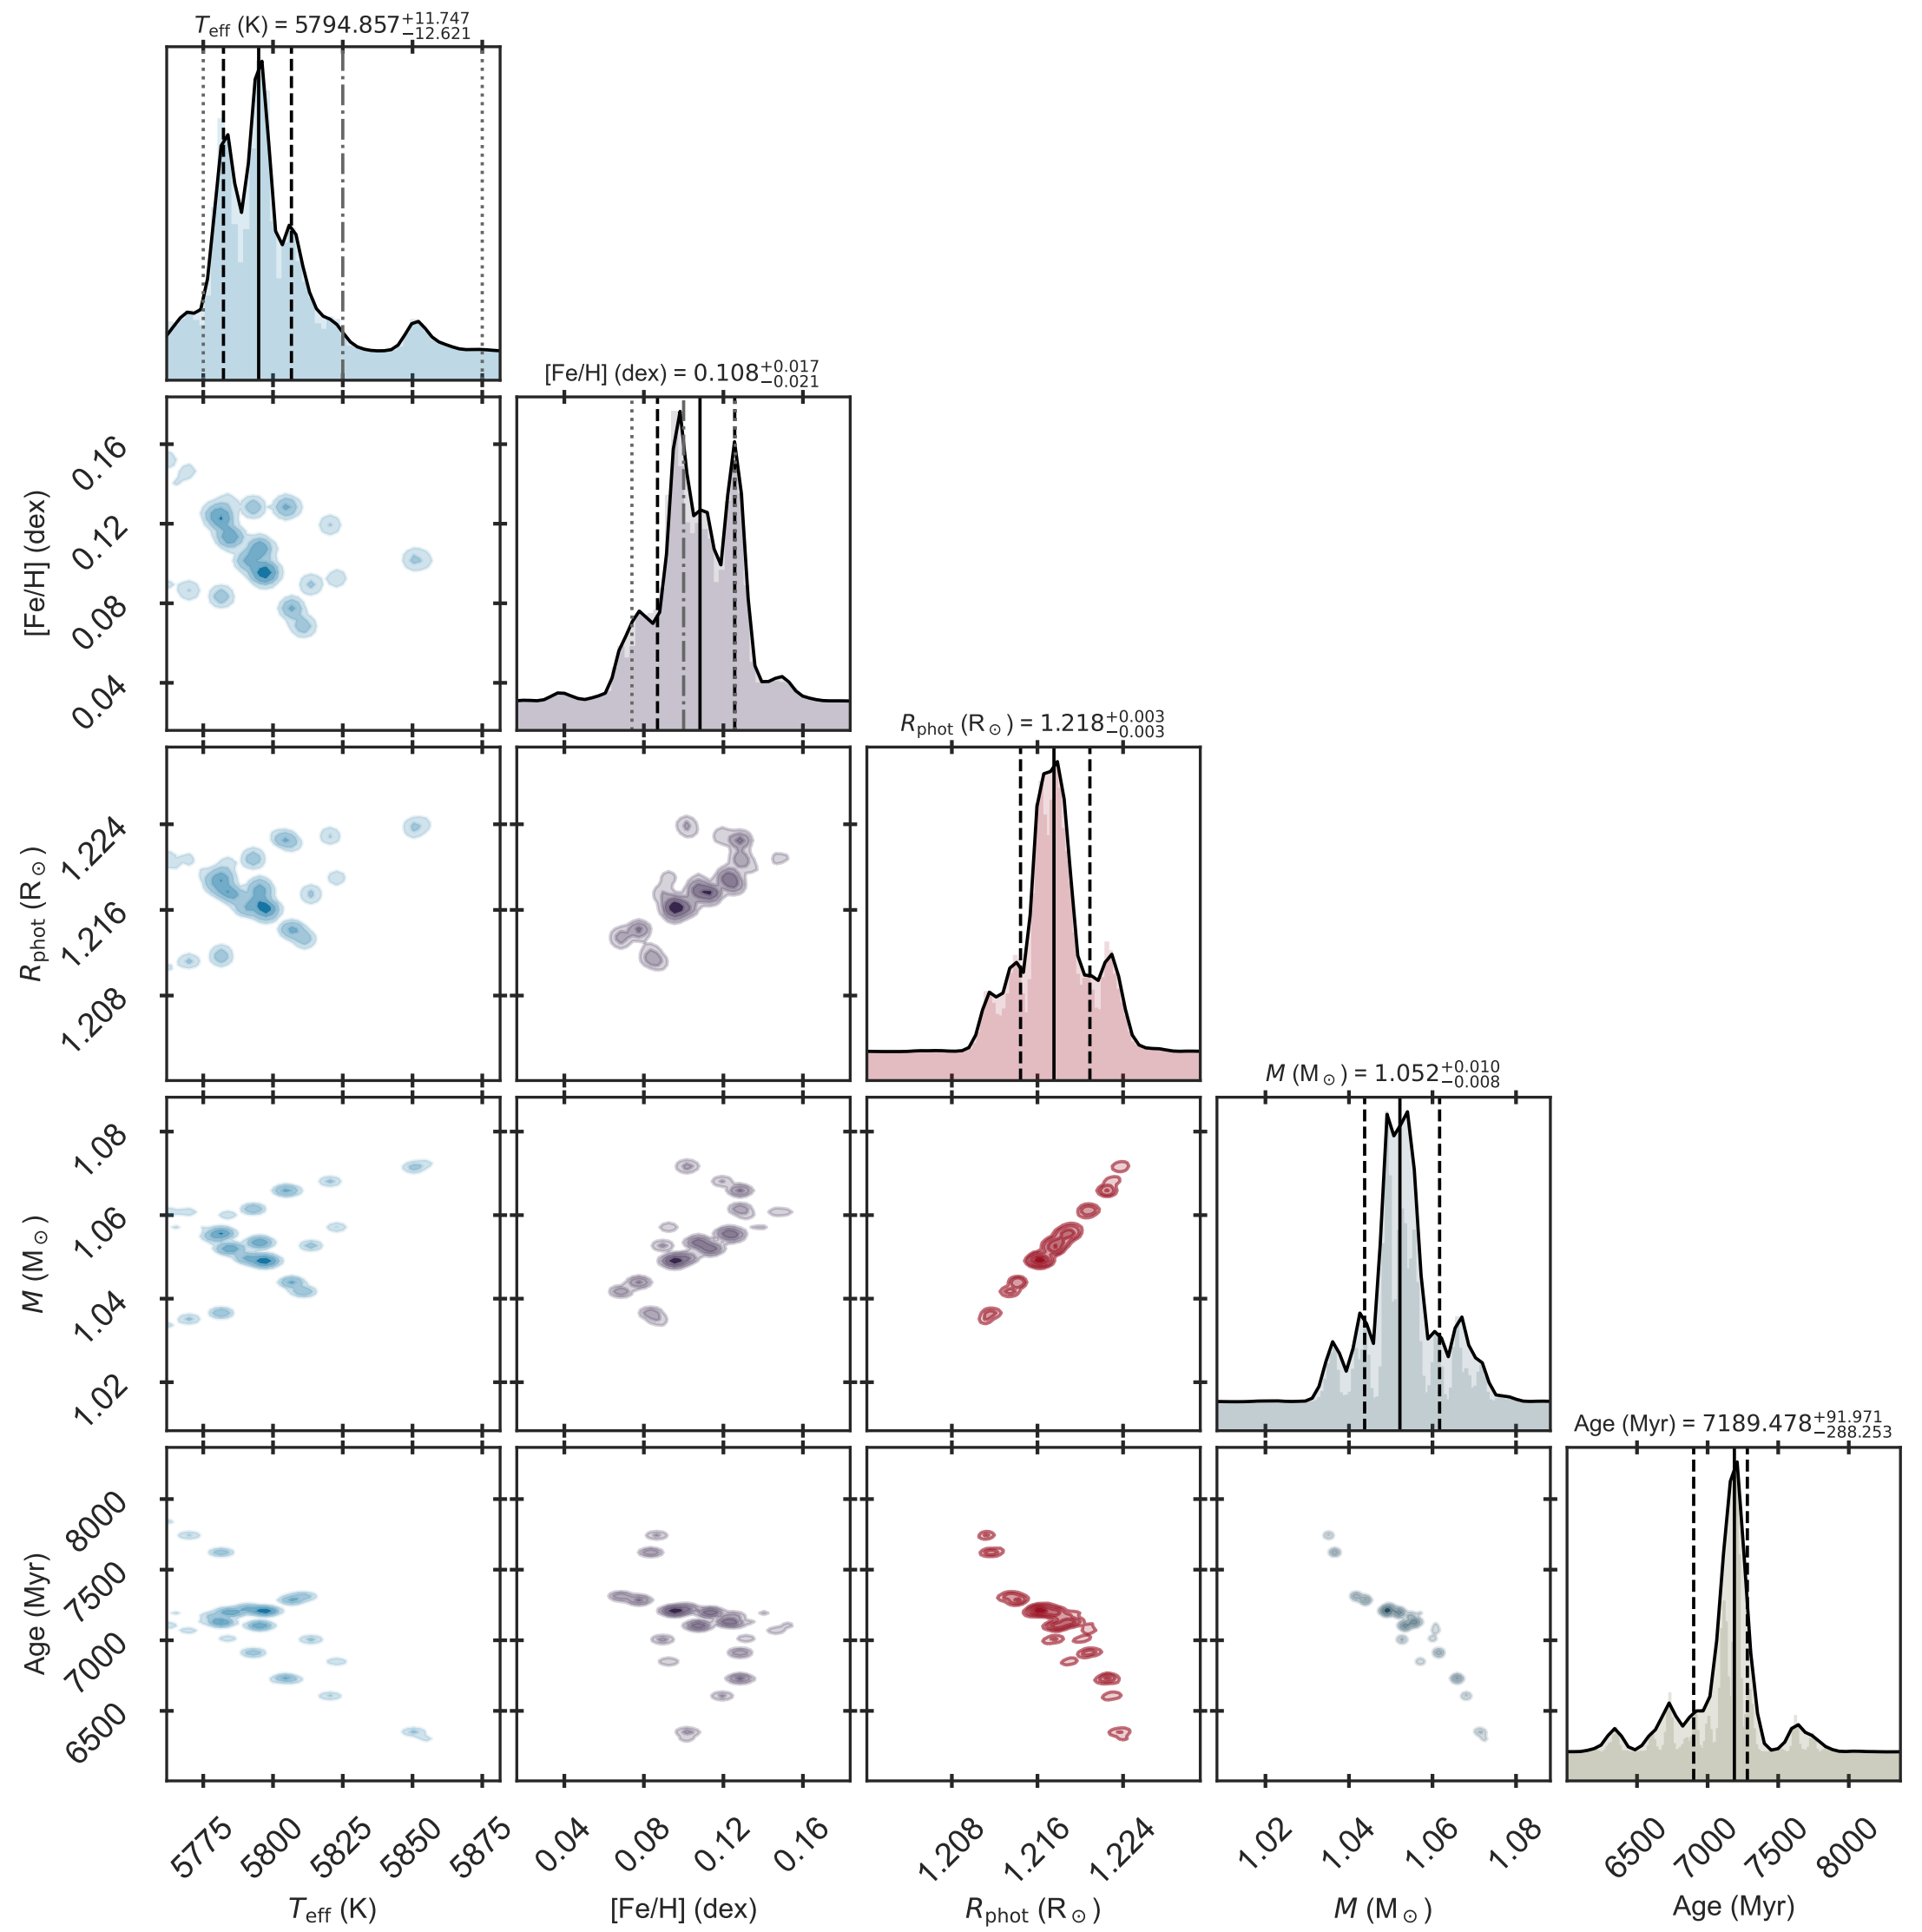 T_eff (K) = 5794.857 +11.747 −12.621
[Fe/H] (dex) = 0.108 +0.017 −0.021
0.16
0.12
0.08
0.04
[Fe/H] (dex)
R_phot (R⊙) = 1.218 +0.003 −0.003
1.224
1.216
1.208
R_phot (R⊙)
M (M⊙) = 1.052 +0.010 −0.008
1.08
1.06
1.04
1.02
M (M⊙)
Age (Myr) = 7189.478 +91.971 −288.253
8000
7500
7000
6500
Age (Myr)
5775 5800 5825 5850 5875 0.04 0.08 0.12 0.16 1.208 1.216 1.224 1.02 1.04 1.06 1.08 6500 7000 7500 8000
T_eff (K) [Fe/H] (dex) R_phot (R⊙) M (M⊙) Age (Myr)